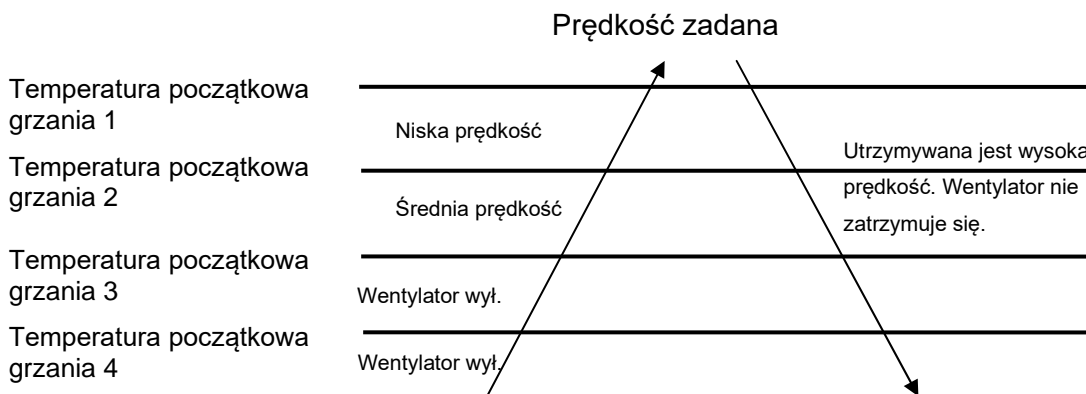 Prędkość zadana
Temperatura początkowa
grzania 1
Niska prędkość
Temperatura początkowa
grzania 2
Utrzymywana jest wysoka
prędkość. Wentylator nie
zatrzymuje się.
Średnia prędkość
Temperatura początkowa
grzania 3
Wentylator wył.
Temperatura początkowa
grzania 4
Wentylator wył.